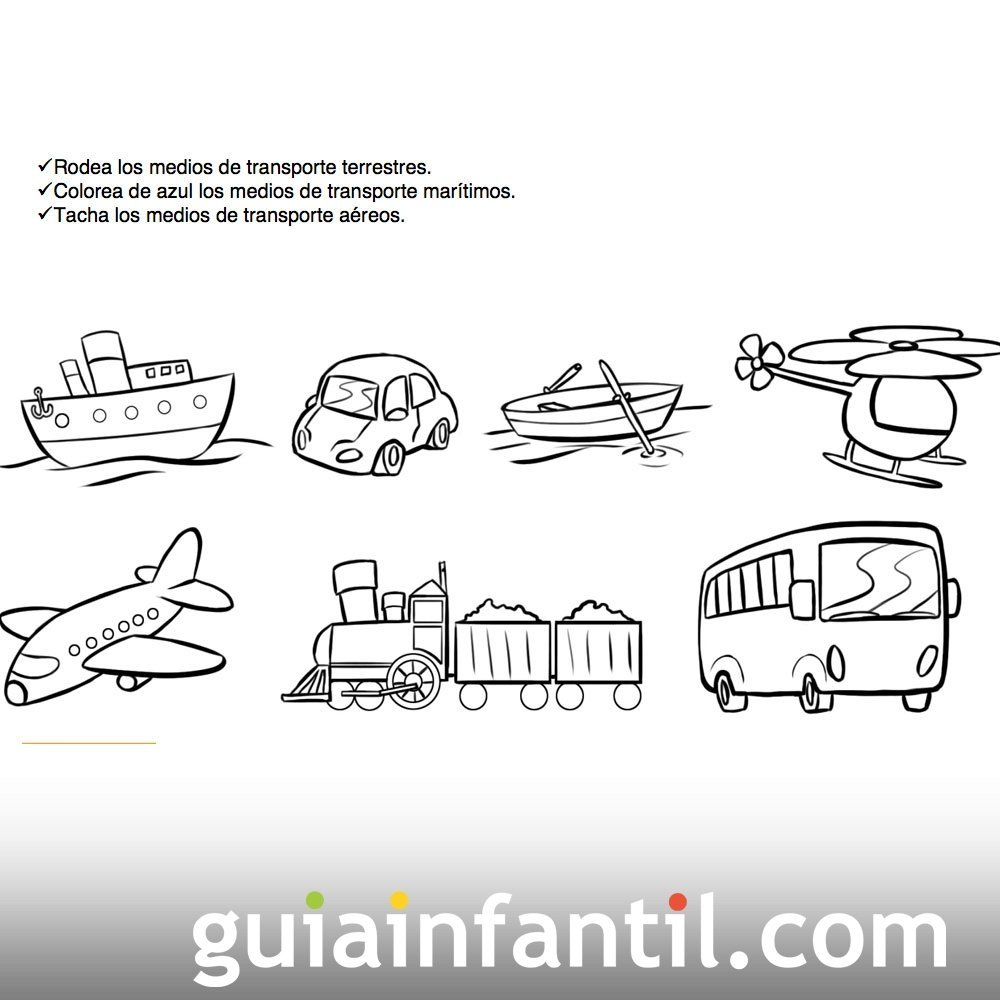 ✓Rodea los medios de transporte terrestres.
✓Colorea de azul los medios de transporte marítimos.
✓Tacha los medios de transporte aéreos.
guiainfantil.com